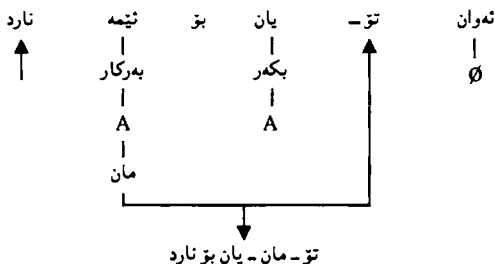 ئەوان تۆ ـ یان بۆ ئێمە نارد
Ø بکەر بەرکار
A A
مان
تۆ ـ مان ـ یان بۆ نارد